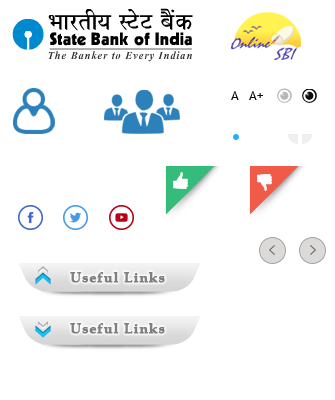 भारतीय स्टेट बैंक
State Bank of India
The Banker to Every Indian
Online
SBI
A A+
Useful Links
Useful Links